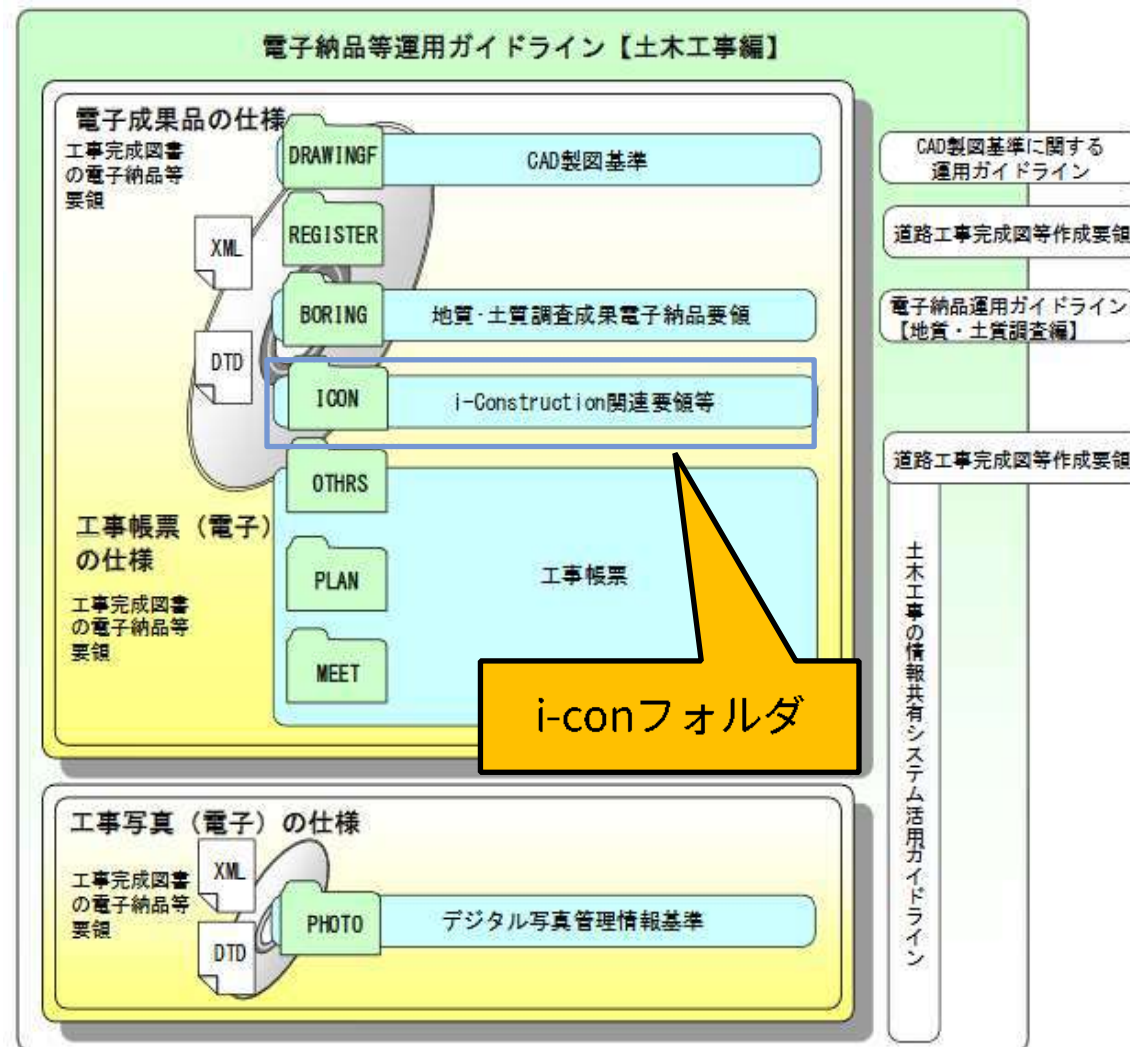 電子納品等運用ガイドライン【土木工事編】
電子成果品の仕様
工事完成図書
の電子納品等
要領
XML
DTD
DRAWINGF
CAD製図基準
REGISTER
BORING
地質・土質調査成果電子納品要領
ICON
i-Construction関連要領等
OTHRS
工事帳票（電子）
の仕様
工事完成図書
の電子納品等
要領
PLAN
工事帳票
MEET
i-conフォルダ
工事写真（電子）の仕様
工事完成図書
の電子納品等
要領
XML
DTD
PHOTO
デジタル写真管理情報基準
CAD製図基準に関する
運用ガイドライン
道路工事完成図等作成要領
電子納品運用ガイドライン
【地質・土質調査編】
道路工事完成図等作成要領
土木工事の情報共有システム活用ガイドライン